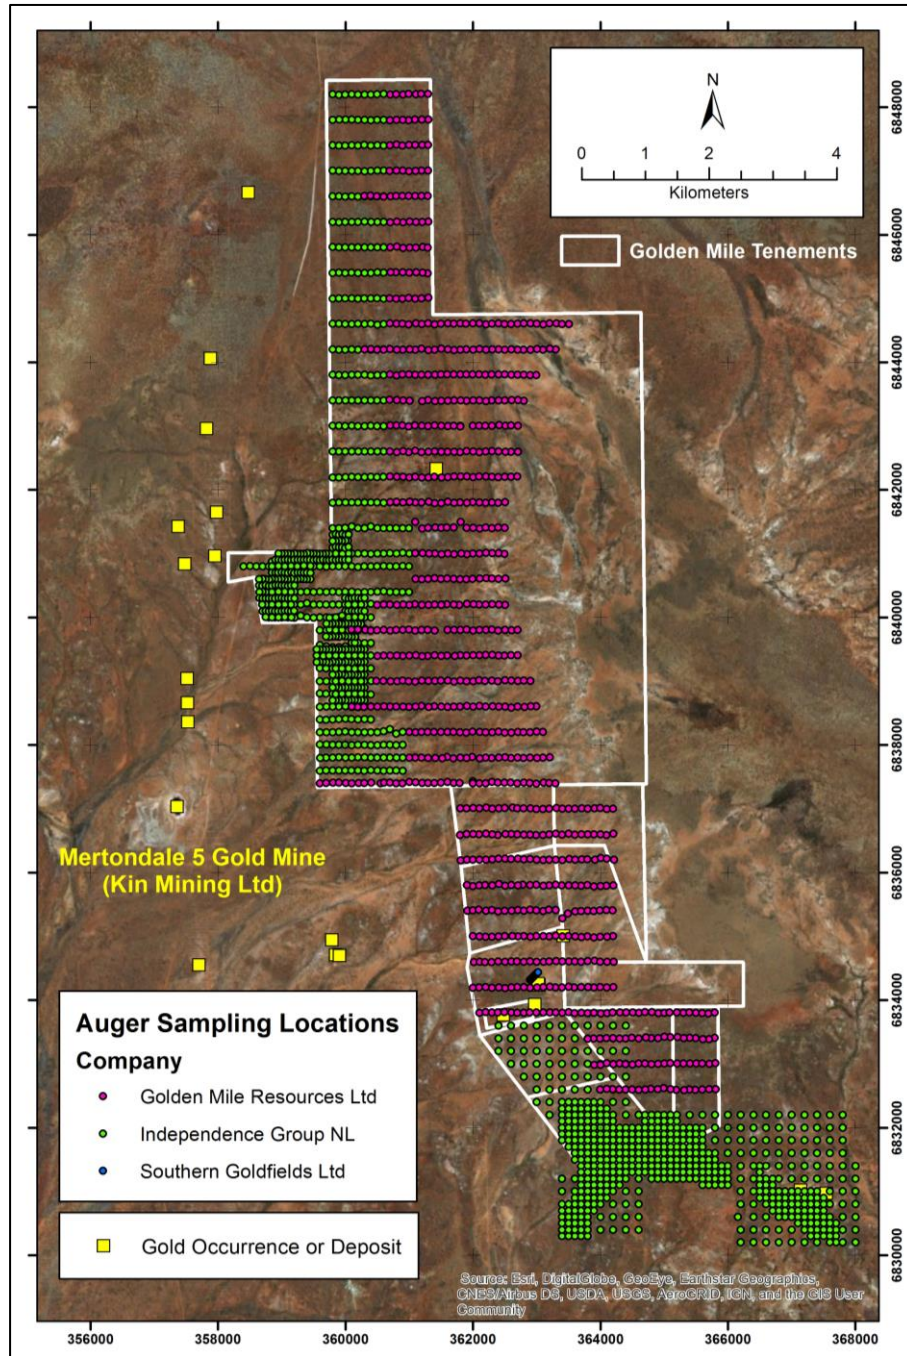 N
0 1 2 4
Kilometers
Golden Mile Tenements
6848000
6846000
6844000
6842000
6840000
6838000
6836000
6834000
6832000
6830000
Mertondale 5 Gold Mine
(Kin Mining Ltd)
Auger Sampling Locations
Company
Golden Mile Resources Ltd
Independence Group NL
Southern Goldfields Ltd
Gold Occurrence or Deposit
Source: Esri, DigitalGlobe, GeoEye, Earthstar Geographics,
CNES/Airbus DS, USDA, USGS, AeroGRID, IGN, and the GIS User
Community
356000 358000 360000 362000 364000 366000 368000